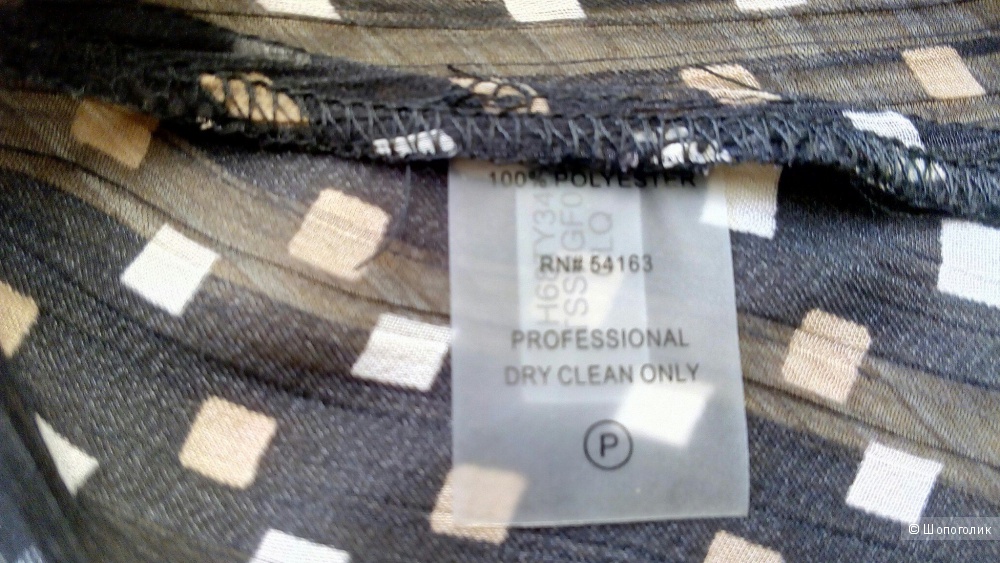 100% POLYESTER
RN# 54163
PROFESSIONAL
DRY CLEAN ONLY
P
© Шопоголик